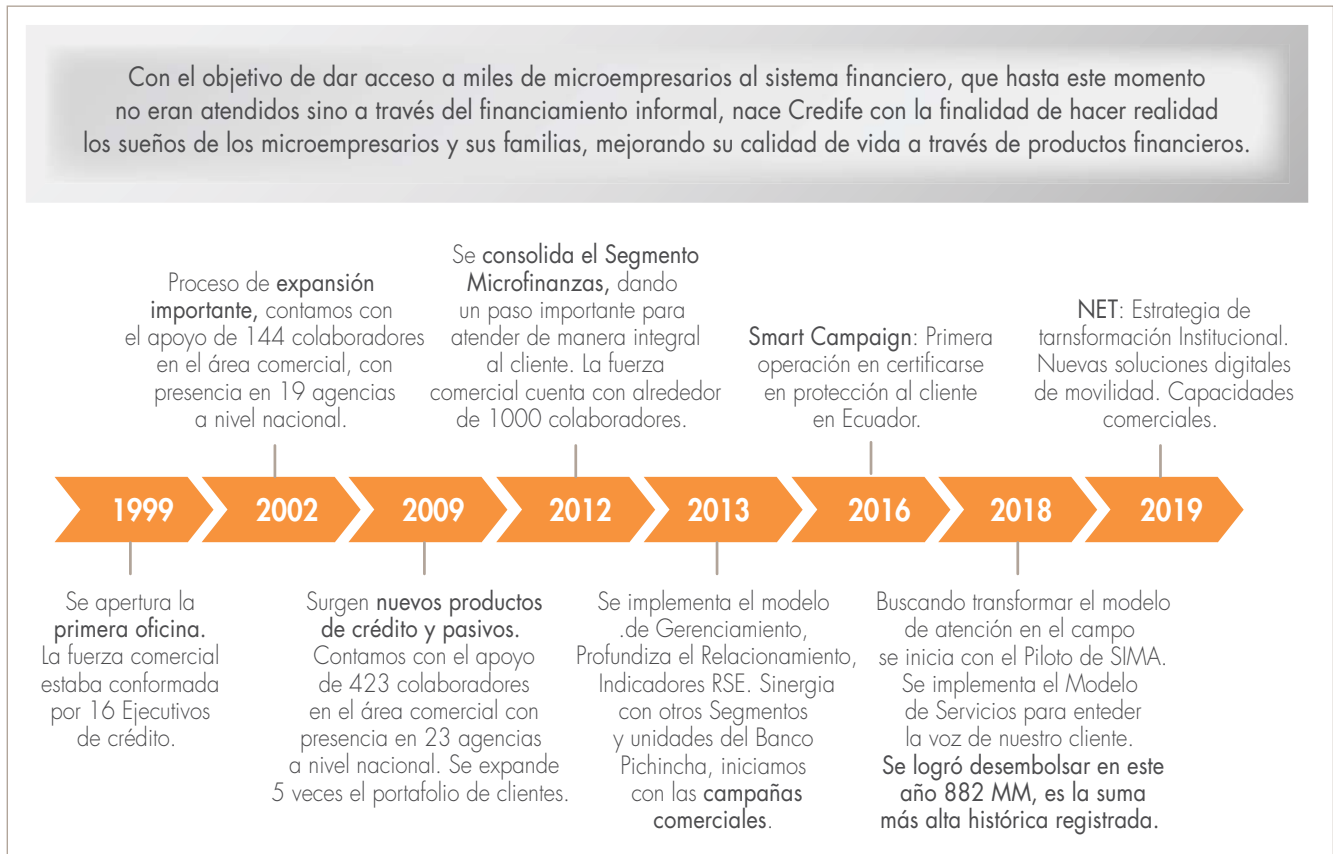 Con el objetivo de dar acceso a miles de microempresarios al sistema financiero, que hasta este momento
no eran atendidos sino a través del financiamiento informal, nace Credife con la finalidad de hacer realidad
los sueños de los microempresarios y sus familias, mejorando su calidad de vida a través de productos financieros.
Proceso de expansión
importante, contamos con
el apoyo de 144 colaboradores
en el área comercial, con
presencia en 19 agencias
a nivel nacional.
Se consolida el Segmento
Microfinanzas, dando
un paso importante para
atender de manera integral
al cliente. La fuerza
comercial cuenta con alrededor
de 1000 colaboradores.
Smart Campaign: Primera
operación en certificarse
en protección al cliente
en Ecuador.
NET: Estrategia de
tarnsformación Institucional.
Nuevas soluciones digitales
de movilidad. Capacidades
comerciales.
1999
2002
2009
2012
2013
2016
2018
2019
Se apertura la
primera oficina.
La fuerza comercial
estaba conformada
por 16 Ejecutivos
de crédito.
Surgen nuevos productos
de crédito y pasivos.
Contamos con el apoyo
de 423 colaboradores
en el área comercial con
presencia en 23 agencias
a nivel nacional. Se expande
5 veces el portafolio de clientes.
Se implementa el modelo
.de Gerenciamiento,
Profundiza el Relacionamiento,
Indicadores RSE. Sinergia
con otros Segmentos
y unidades del Banco
Pichincha, iniciamos
con las campañas
comerciales.
Buscando transformar el modelo
de atención en el campo
se inicia con el Piloto de SIMA.
Se implementa el Modelo
de Servicios para enteder
la voz de nuestro cliente.
Se logró desembolsar en este
año 882 MM, es la suma
más alta histórica registrada.